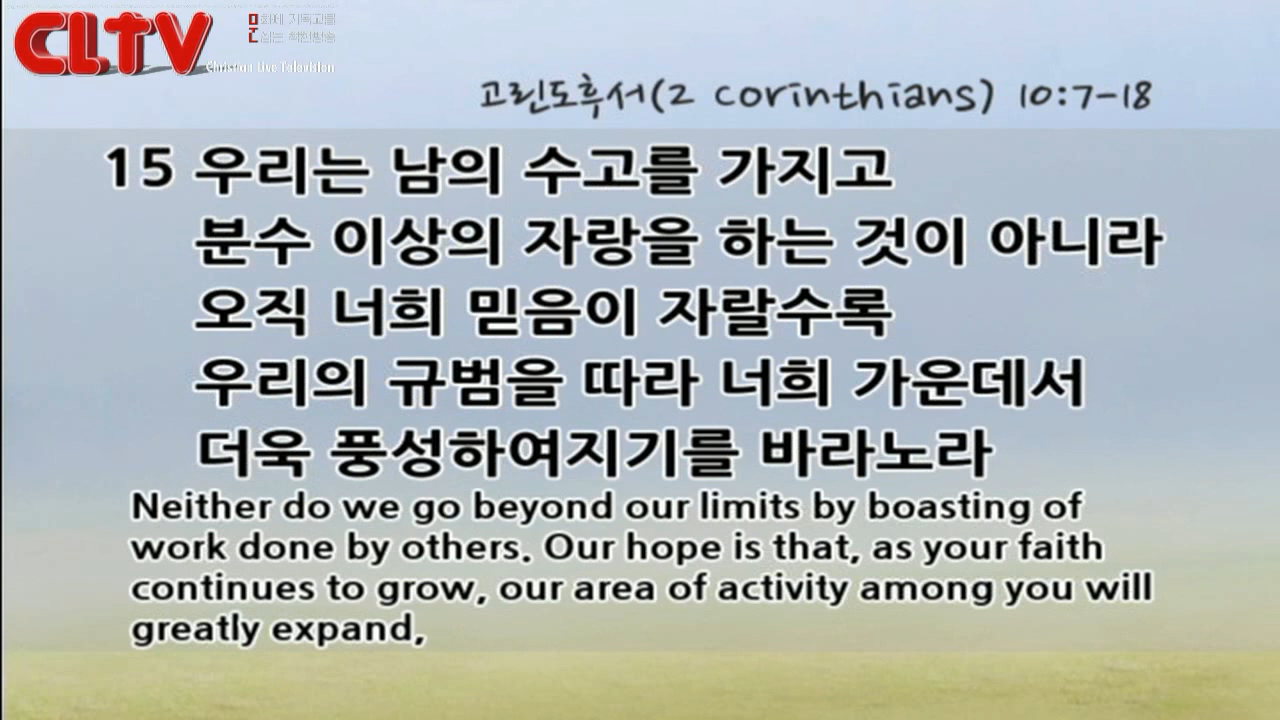 CLTV
Christian Live Television
고린도후서(2 corinthians) 10:7-18
15 우리는 남의 수고를 가지고
분수 이상의 자랑을 하는 것이 아니라
오직 너희 믿음이 자랄수록
우리의 규범을 따라 너희 가운데서
더욱 풍성하여지기를 바라노라
Neither do we go beyond our limits by boasting of
work done by others. Our hope is that, as your faith
continues to grow, our area of activity among you will
greatly expand,